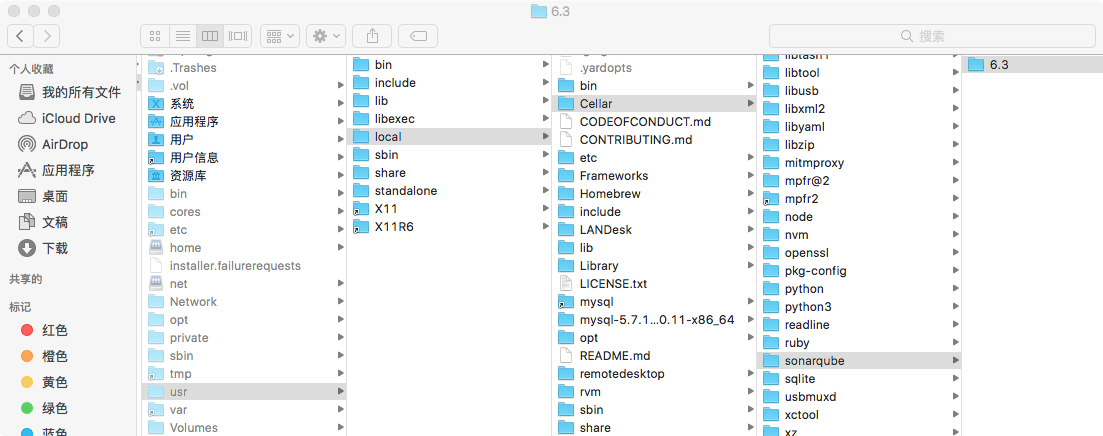 6.3
搜索
个人收藏
我的所有文件
iCloud Drive
AirDrop
应用程序
桌面
文稿
下载
共享的
标记
红色
橙色
黄色
绿色
蓝色
.Trashes
.vol
系统
应用程序
用户
用户信息
资源库
bin
cores
etc
home
installer.failurerequests
net
Network
opt
private
sbin
tmp
usr
var
Volumes
bin
include
lib
libexec
local
sbin
share
standalone
X11
X11R6
.yardopts
bin
Cellar
CODEOFCONDUCT.md
CONTRIBUTING.md
etc
Frameworks
Homebrew
include
LANDesk
lib
Library
LICENSE.txt
mysql
mysql-5.7.1...0.11-x86_64
opt
README.md
remotedesktop
rvm
sbin
share
libtasn1
libtool
libusb
libxml2
libyaml
libzip
mitmproxy
mpfr@2
mpfr2
node
nvm
openssl
pkg-config
python
python3
readline
ruby
sonarqube
sqlite
usbmuxd
xctool
xz
6.3